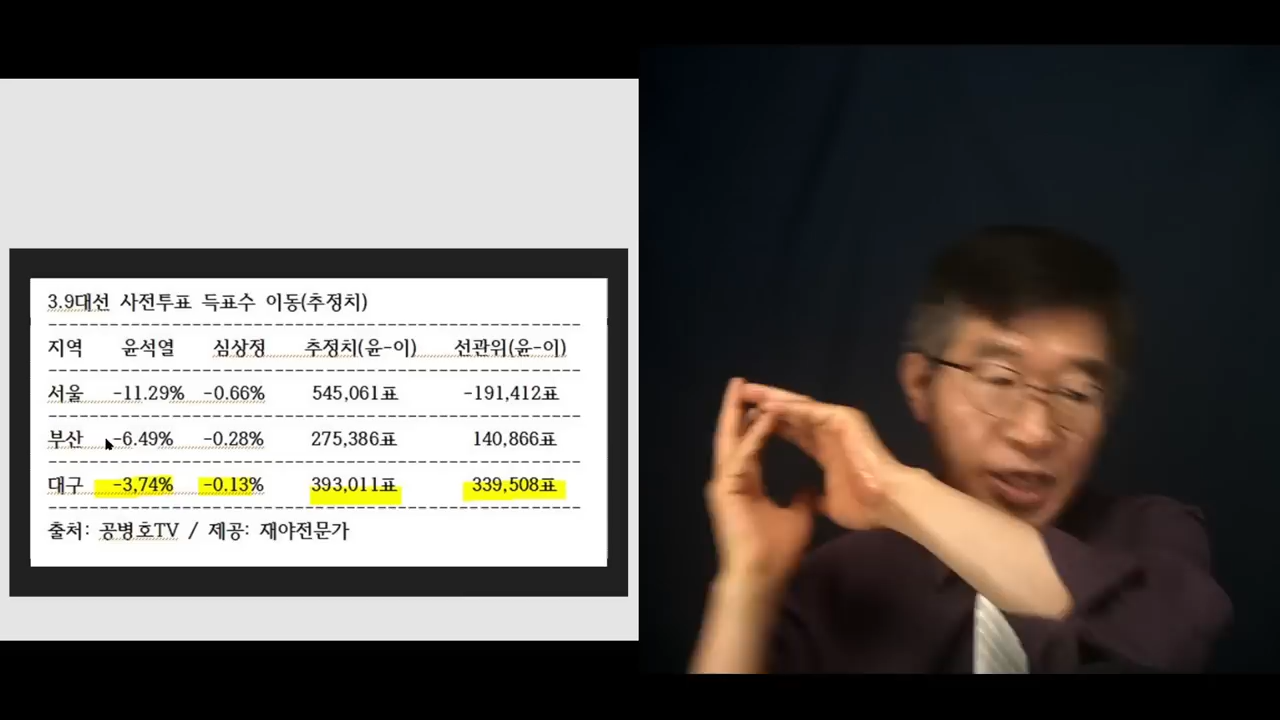 3.9대선 사전투표 득표수 이동(추정치)
지역 윤석열 심상정 추정치(윤-이) 선관위(윤-이)
서울 -11.29% -0.66% 545,061표 -191,412표
부산 -6.49% -0.28% 275,386표 140,866표
대구 -3,74% -0.13% 393,011표 339,508표
출처: 공병호TV / 제공: 재야전문가